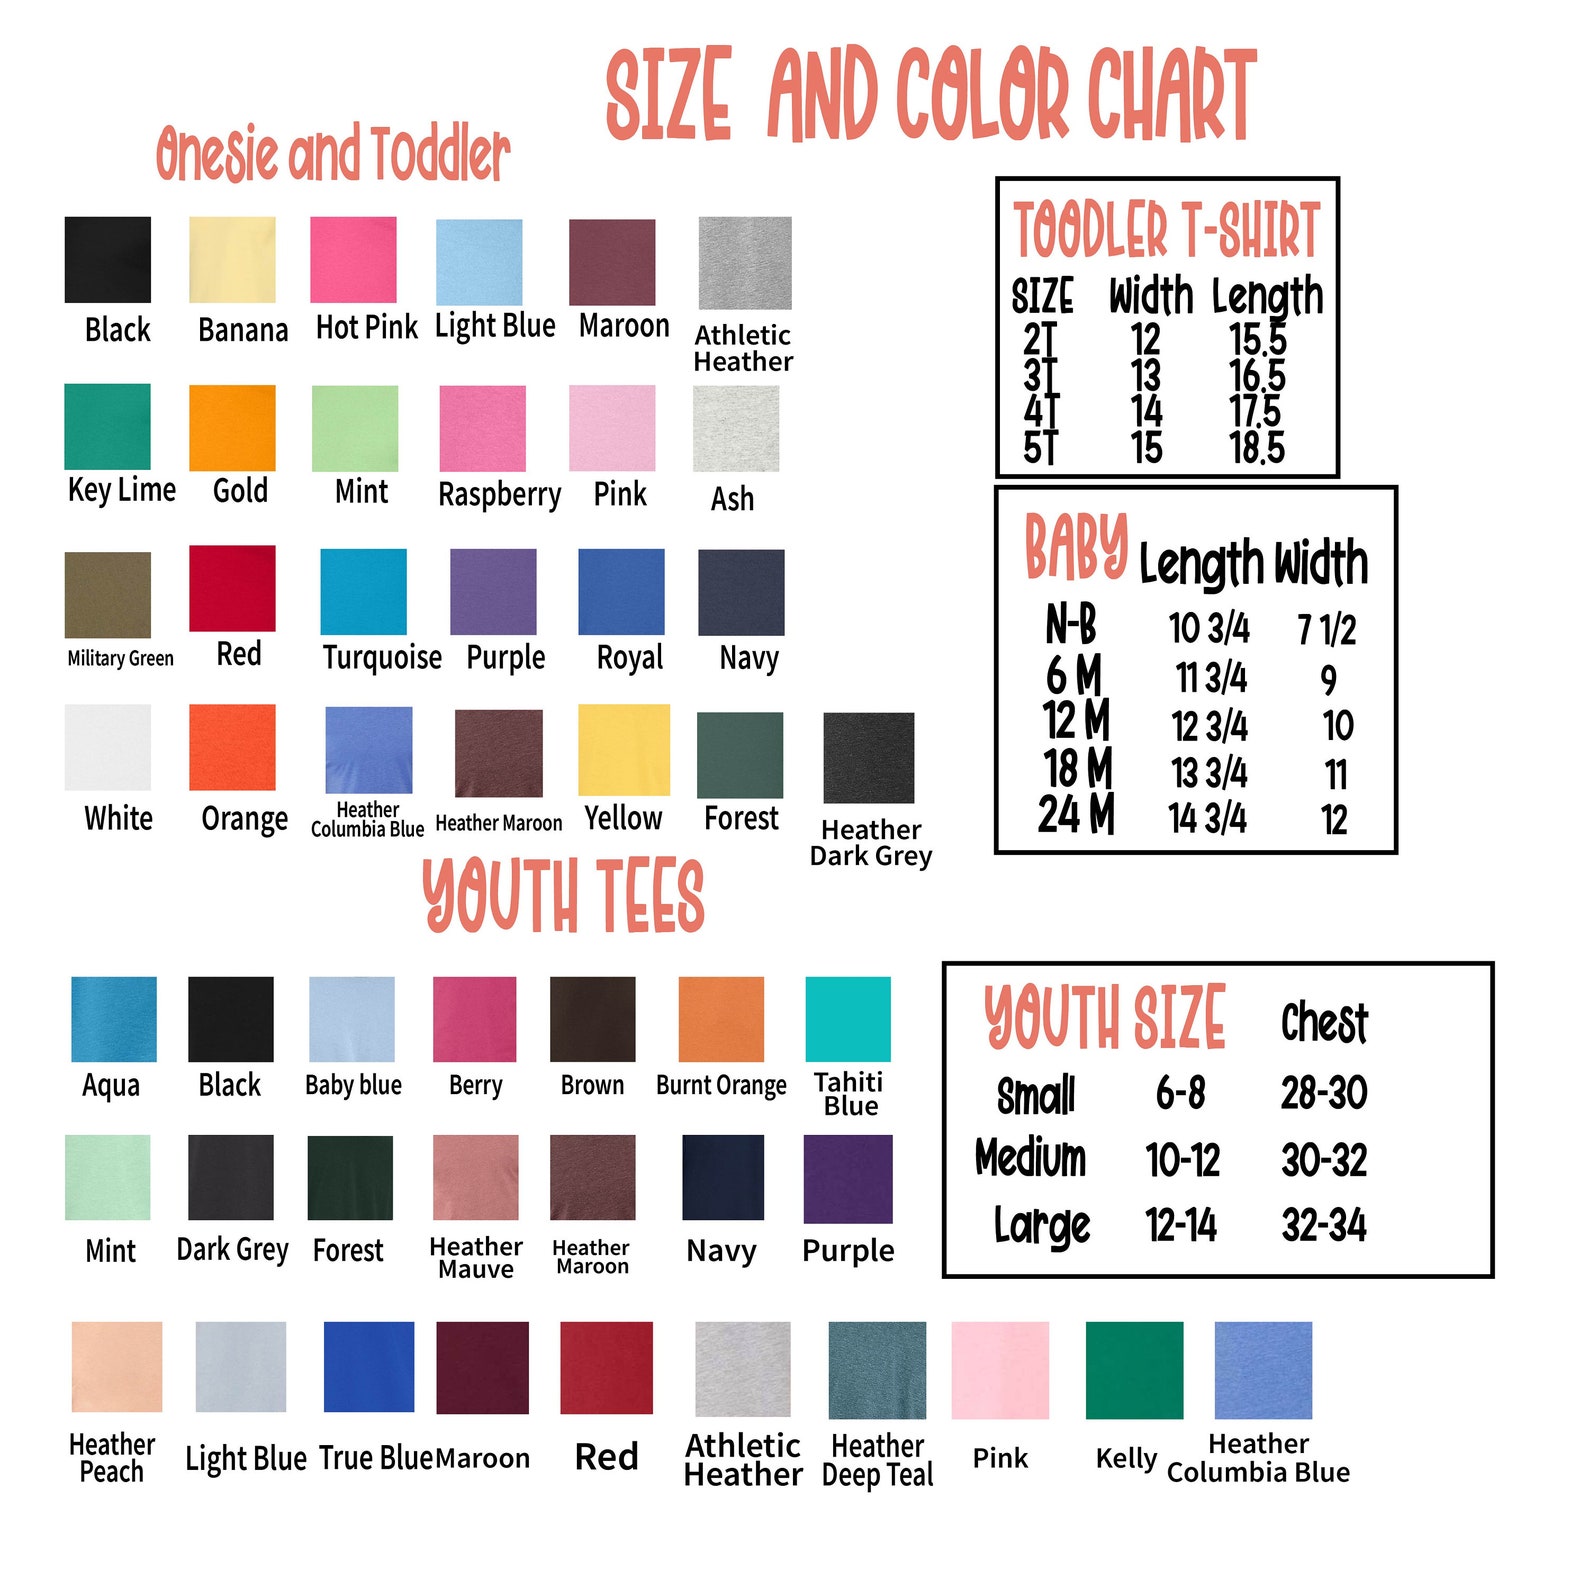 SIZE AND COLOR CHART
Onesie and Toddler
Black Banana Hot Pink Light Blue Maroon Athletic
Heather
Key Lime Gold Mint Raspberry Pink Ash
Military Green Red Turquoise Purple Royal Navy
White Orange Heather
Columbia Blue Heather Maroon Yellow Forest Heather
Dark Grey
TOODLER T-SHIRT
SIZE Width Length
2T 12 15.5
3T 13 16.5
4T 14 17.5
5T 15 18.5
BABY Length Width
N-B 10 3/4 7 1/2
6 M 11 3/4 9
12 M 12 3/4 10
18 M 13 3/4 11
24 M 14 3/4 12
YOUTH TEES
Aqua Black Baby blue Berry Brown Burnt Orange Tahiti
Blue
Mint Dark Grey Forest Heather
Mauve Heather
Maroon Navy Purple
YOUTH SIZE Chest
Small 6-8 28-30
Medium 10-12 30-32
Large 12-14 32-34
Heather
Peach Light Blue True Blue Maroon Red Athletic
Heather Heather
Deep Teal Pink Kelly Heather
Columbia Blue